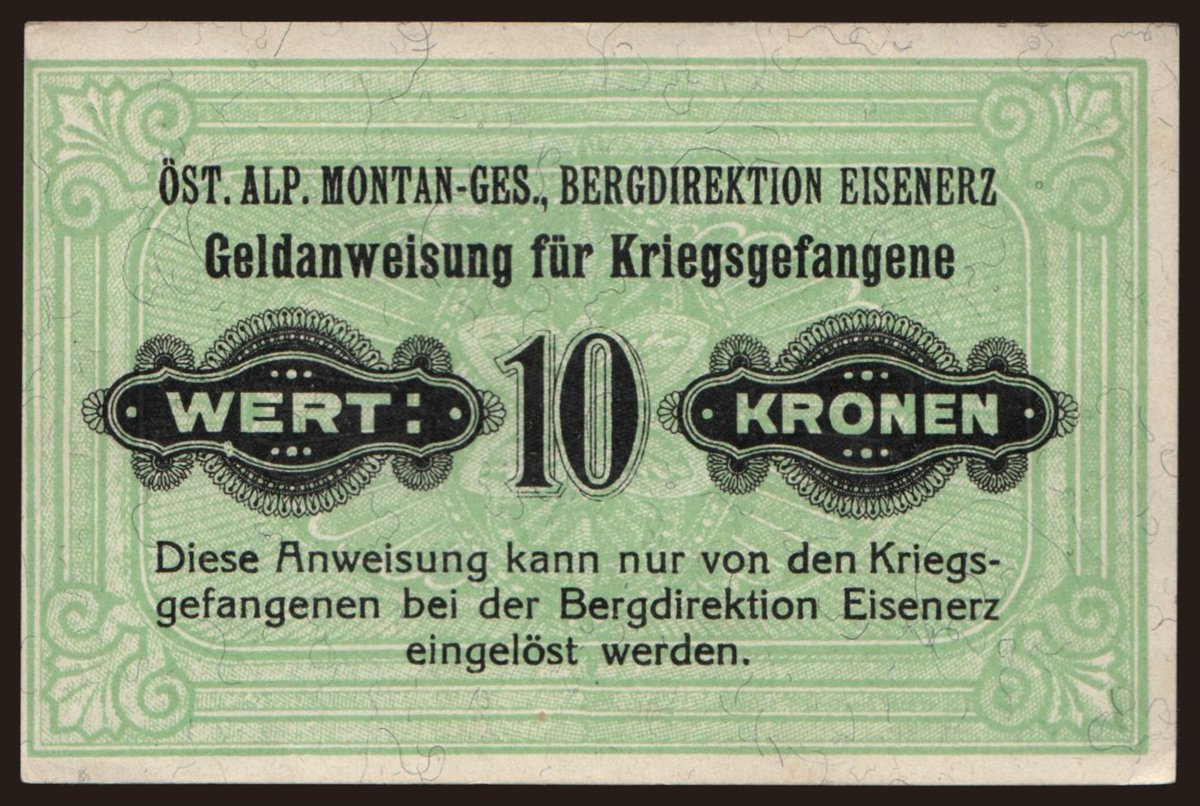 ÖST. ALP. MONTAN-GES., BERGDIREKTION EISENERZ
Geldanweisung für Kriegsgefangene
WERT: 10 KRONEN
Diese Anweisung kann nur von den Kriegs-
gefangenen bei der Bergdirektion Eisenerz
eingelöst werden.